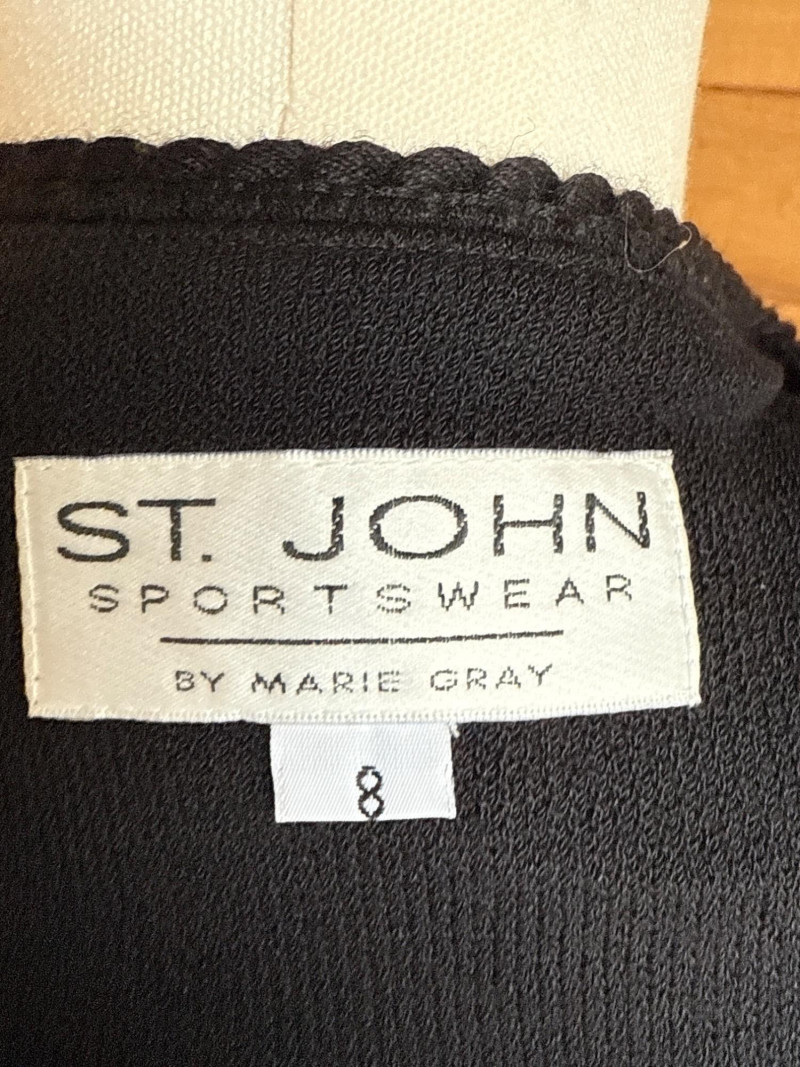 ST. JOHN
SPORTSWEAR
BY MARIE GRAY
8